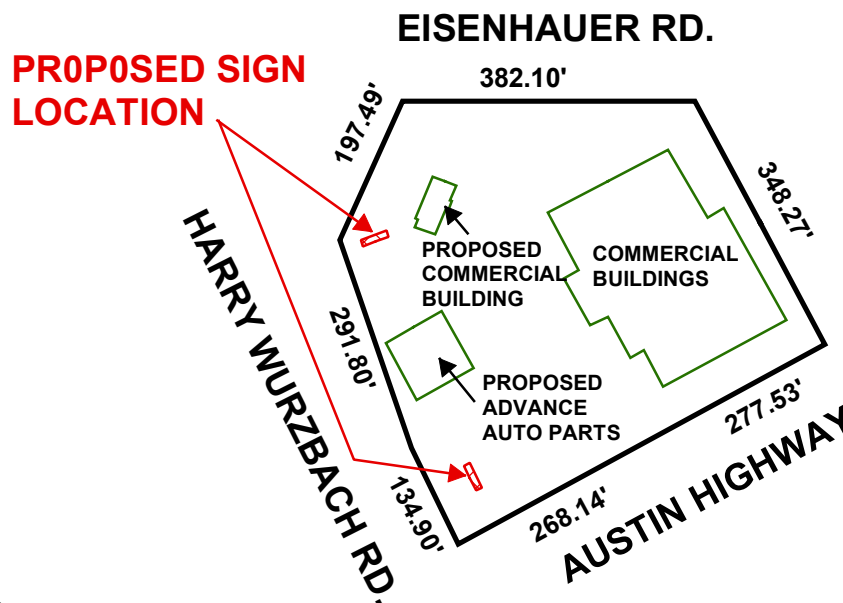 EISENHAUER RD.
PR0P0SED SIGN
LOCATION
382.10'
197.49'
348.27'
HARRY WURZBACH RD.
PROPOSED
COMMERCIAL
BUILDING
COMMERCIAL
BUILDINGS
291.80'
PROPOSED
ADVANCE
AUTO PARTS
277.53'
134.90'
268.14'
AUSTIN HIGHWAY